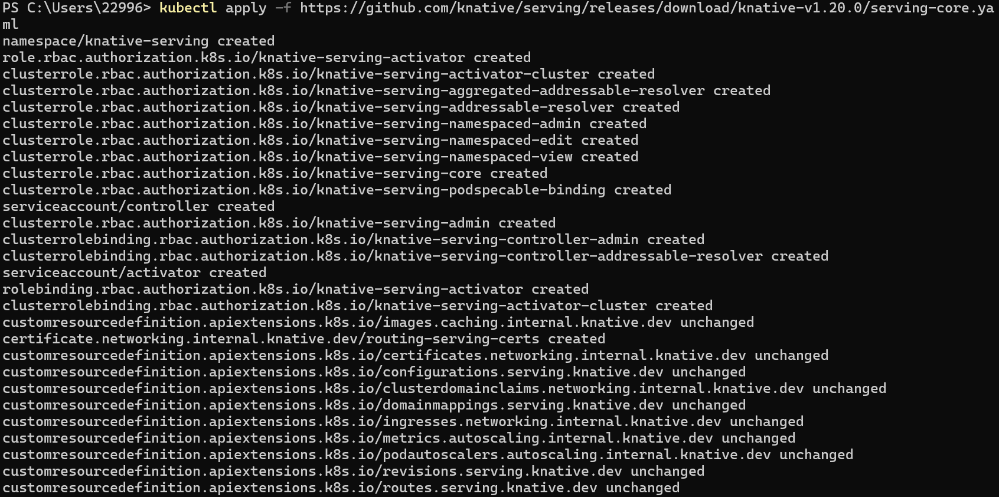 PS C:\Users\22996> kubectl apply -f https://github.com/knative/serving/releases/download/knative-v1.20.0/serving-core.ya
ml
namespace/knative-serving created
role.rbac.authorization.k8s.io/knative-serving-activator created
clusterrole.rbac.authorization.k8s.io/knative-serving-activator-cluster created
clusterrole.rbac.authorization.k8s.io/knative-serving-aggregated-addressable-resolver created
clusterrole.rbac.authorization.k8s.io/knative-serving-addressable-resolver created
clusterrole.rbac.authorization.k8s.io/knative-serving-namespaced-admin created
clusterrole.rbac.authorization.k8s.io/knative-serving-namespaced-edit created
clusterrole.rbac.authorization.k8s.io/knative-serving-namespaced-view created
clusterrole.rbac.authorization.k8s.io/knative-serving-core created
clusterrole.rbac.authorization.k8s.io/knative-serving-podspecable-binding created
serviceaccount/controller created
clusterrole.rbac.authorization.k8s.io/knative-serving-admin created
clusterrolebinding.rbac.authorization.k8s.io/knative-serving-controller-admin created
clusterrolebinding.rbac.authorization.k8s.io/knative-serving-controller-addressable-resolver created
serviceaccount/activator created
rolebinding.rbac.authorization.k8s.io/knative-serving-activator created
clusterrolebinding.rbac.authorization.k8s.io/knative-serving-activator-cluster created
customresourcedefinition.apiextensions.k8s.io/images.caching.internal.knative.dev unchanged
certificate.networking.internal.knative.dev/routing-serving-certs created
customresourcedefinition.apiextensions.k8s.io/certificates.networking.internal.knative.dev unchanged
customresourcedefinition.apiextensions.k8s.io/configurations.serving.knative.dev unchanged
customresourcedefinition.apiextensions.k8s.io/clusterdomainclaims.networking.internal.knative.dev unchanged
customresourcedefinition.apiextensions.k8s.io/domainmappings.serving.knative.dev unchanged
customresourcedefinition.apiextensions.k8s.io/ingresses.networking.internal.knative.dev unchanged
customresourcedefinition.apiextensions.k8s.io/metrics.autoscaling.internal.knative.dev unchanged
customresourcedefinition.apiextensions.k8s.io/podautoscalers.autoscaling.internal.knative.dev unchanged
customresourcedefinition.apiextensions.k8s.io/revisions.serving.knative.dev unchanged
customresourcedefinition.apiextensions.k8s.io/routes.serving.knative.dev unchanged